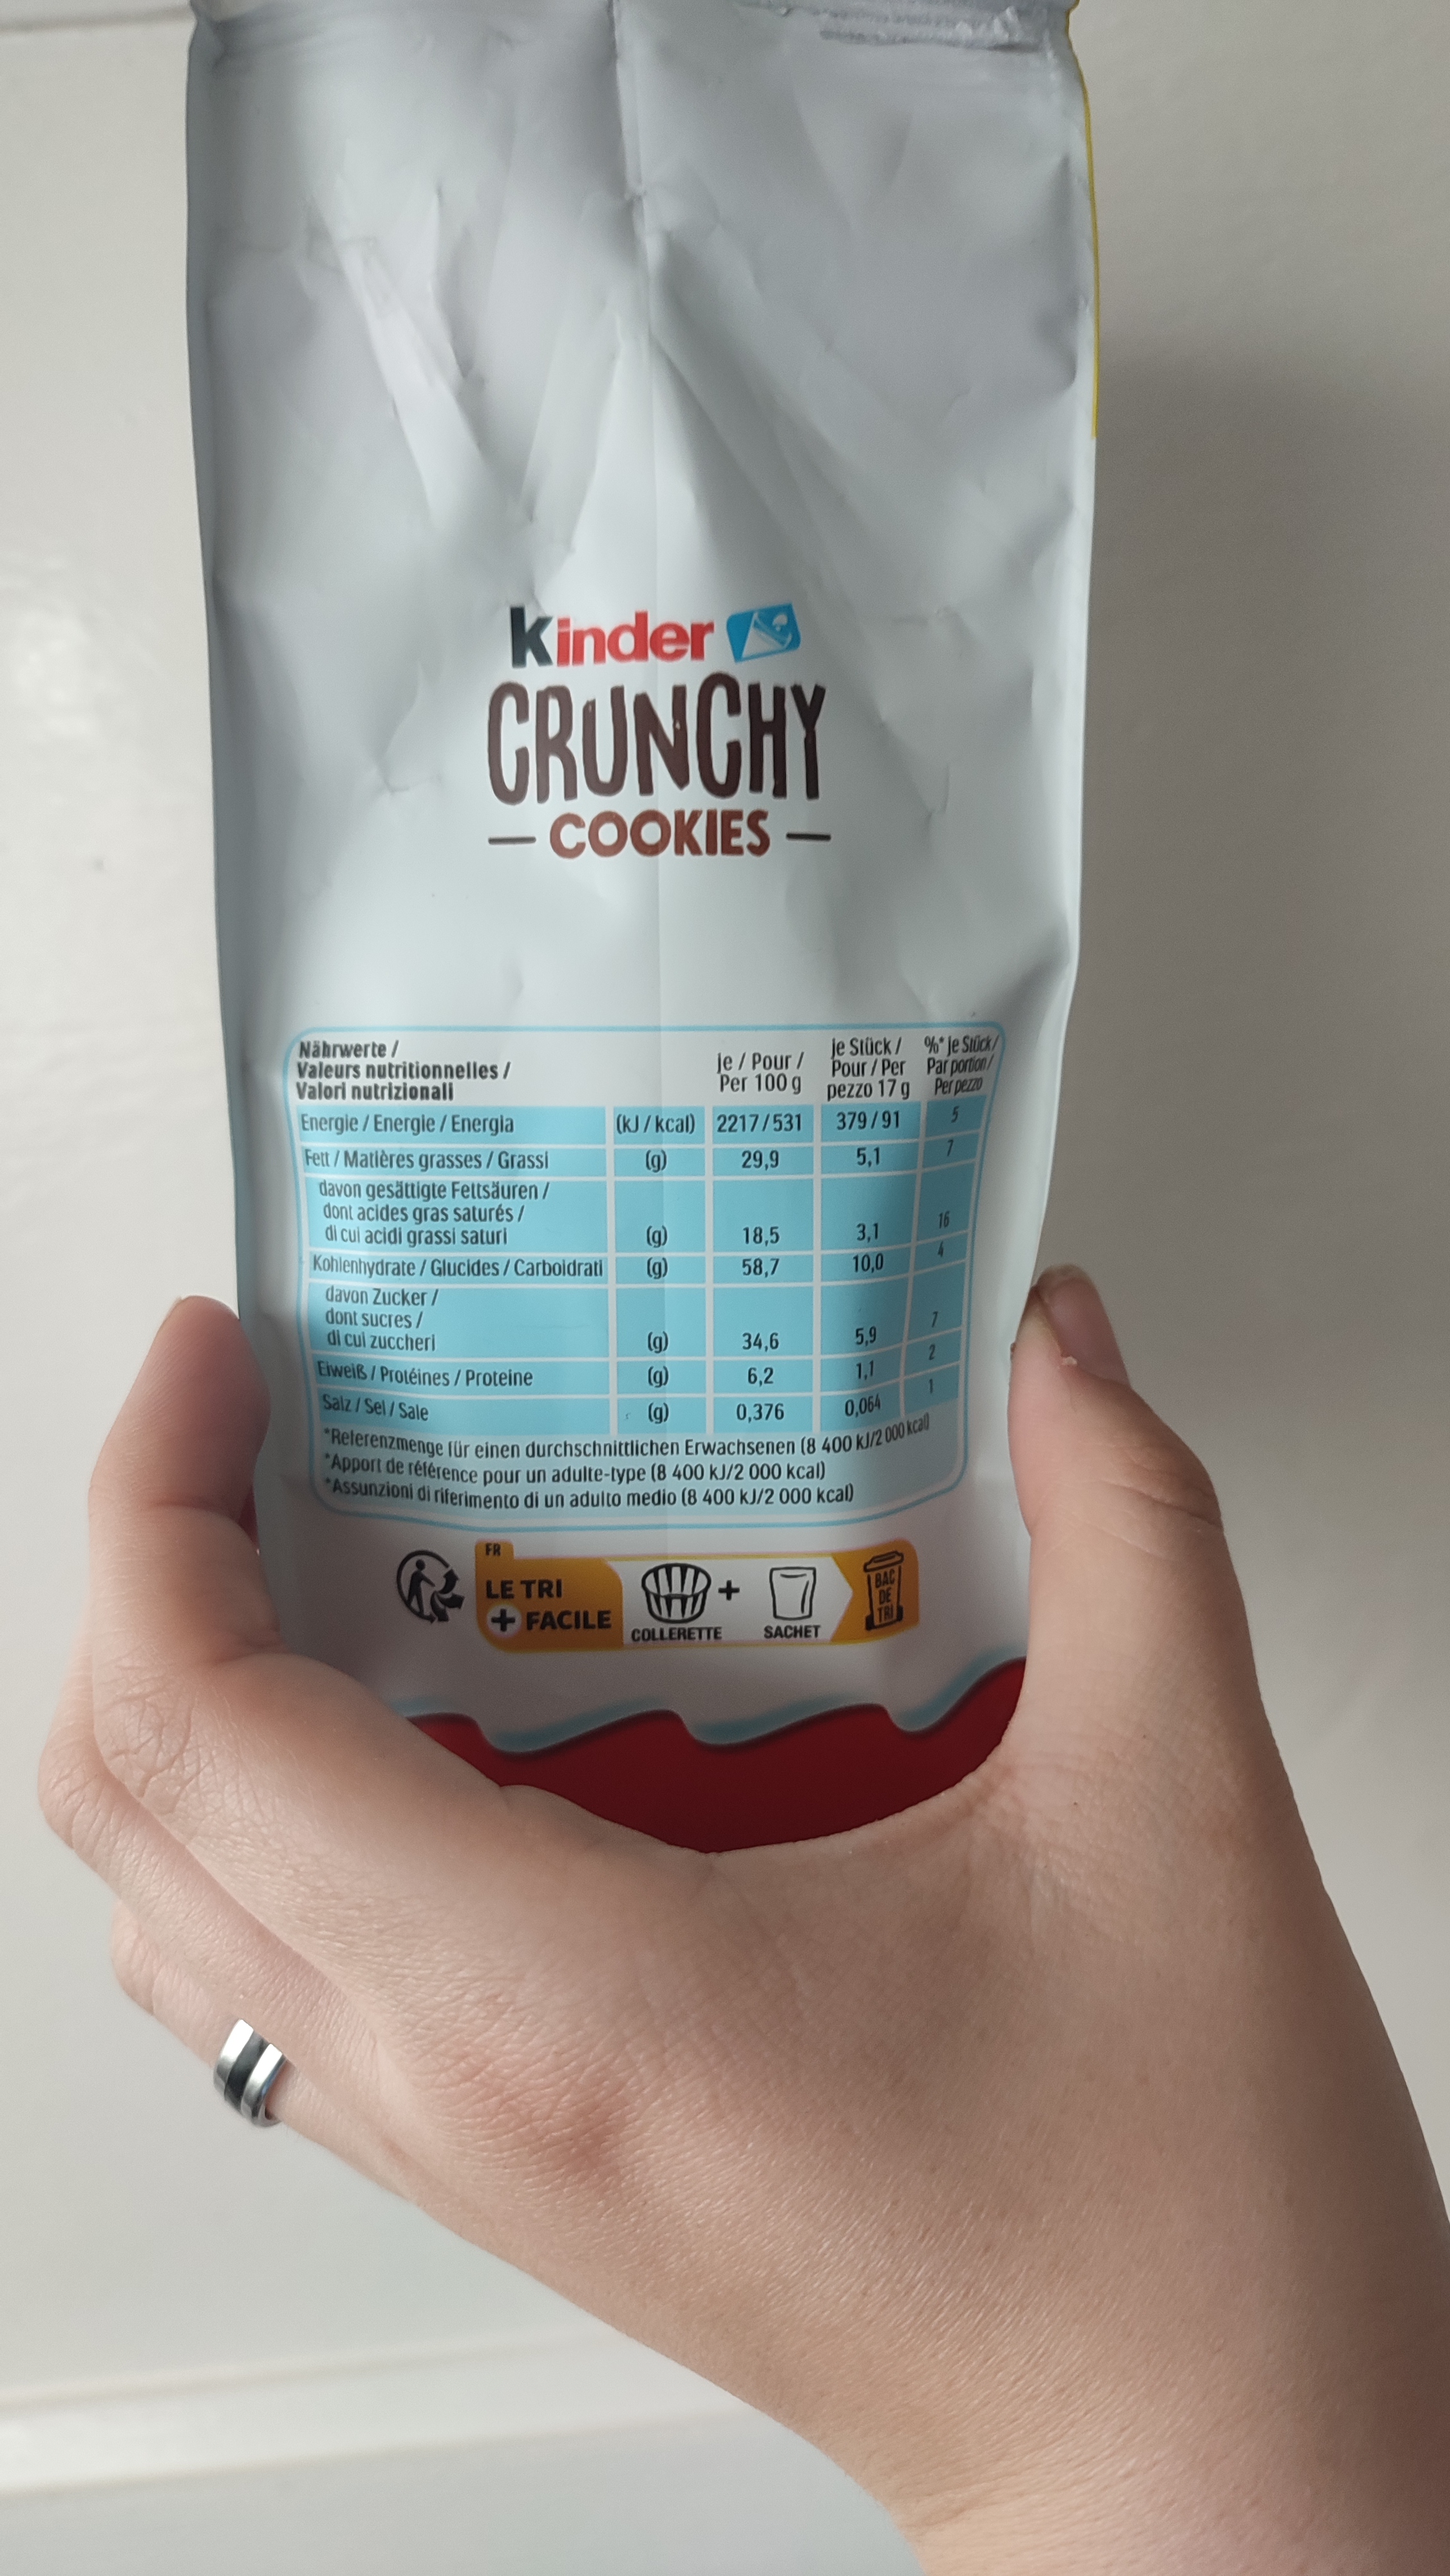 kinder
CRUNCHY
— COOKIES —
Nährwerte /
Valeurs nutritionnelles /
Valori nutrizionali
je / Pour /
Per 100 g
je Stück /
Pour / Per
pezzo 17 g
%* je Stück/
Par portion/
Per pezzo
Energie / Energie / Energia (kJ / kcal) 2217/531 379/91 5
Fett / Matières grasses / Grassi (g) 29,9 5,1 7
davon gesättigte Fettsäuren /
dont acides gras saturés /
di cui acidi grassi saturi (g) 18,5 3,1 16
Kohlenhydrate / Glucides / Carboidrati (g) 58,7 10,0 4
davon Zucker /
dont sucres /
di cui zuccheri (g) 34,6 5,9 7
Eiweiß / Protéines / Proteine (g) 6,2 1,1 2
Salz / Sel / Sale (g) 0,376 0,064 1
*Referenzmenge für einen durchschnittlichen Erwachsenen (8 400 kJ/2 000 kcal)
*Apport de référence pour un adulte-type (8 400 kJ/2 000 kcal)
*Assunzioni di riferimento di un adulto medio (8 400 kJ/2 000 kcal)
FR
LE TRI
+ FACILE
COLLERETTE
+
SACHET
BAC
DE
TRI